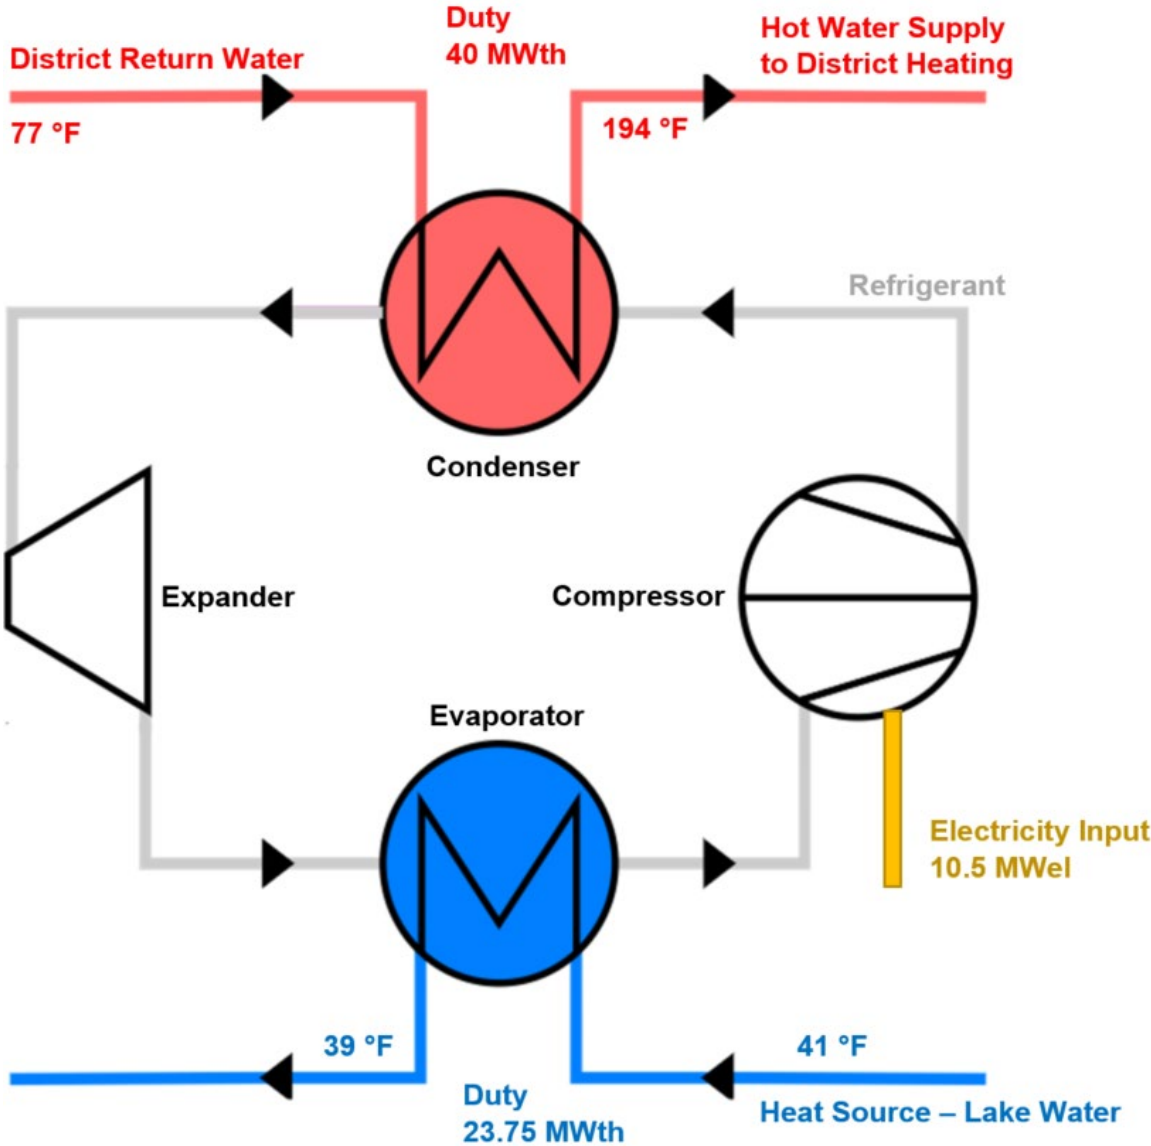 Duty
40 MWth
Hot Water Supply
to District Heating
District Return Water
77 °F
194 °F
Refrigerant
Condenser
Expander
Compressor
Evaporator
Electricity Input
10.5 MWel
39 °F
41 °F
Duty
23.75 MWth
Heat Source – Lake Water